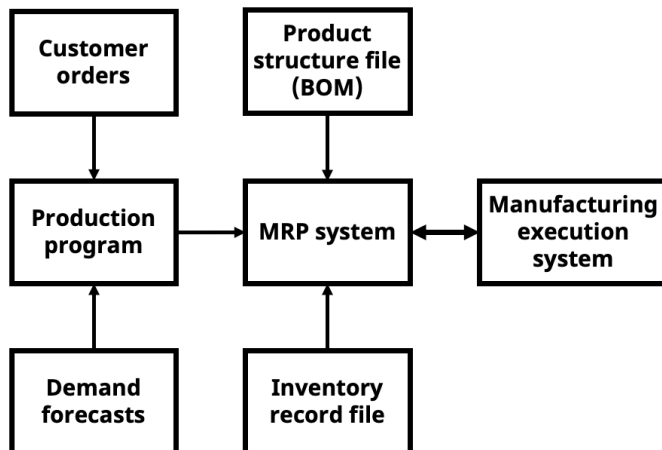 Customer
orders
Product
structure file
(BOM)
Production
program
MRP system
Manufacturing
execution
system
Demand
forecasts
Inventory
record file